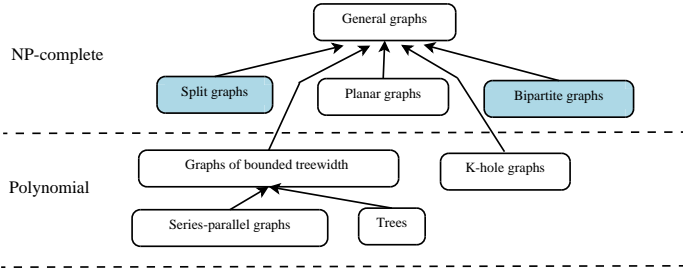 General graphs
NP-complete
Split graphs
Planar graphs
Bipartite graphs
Graphs of bounded treewidth
K-hole graphs
Polynomial
Series-parallel graphs
Trees